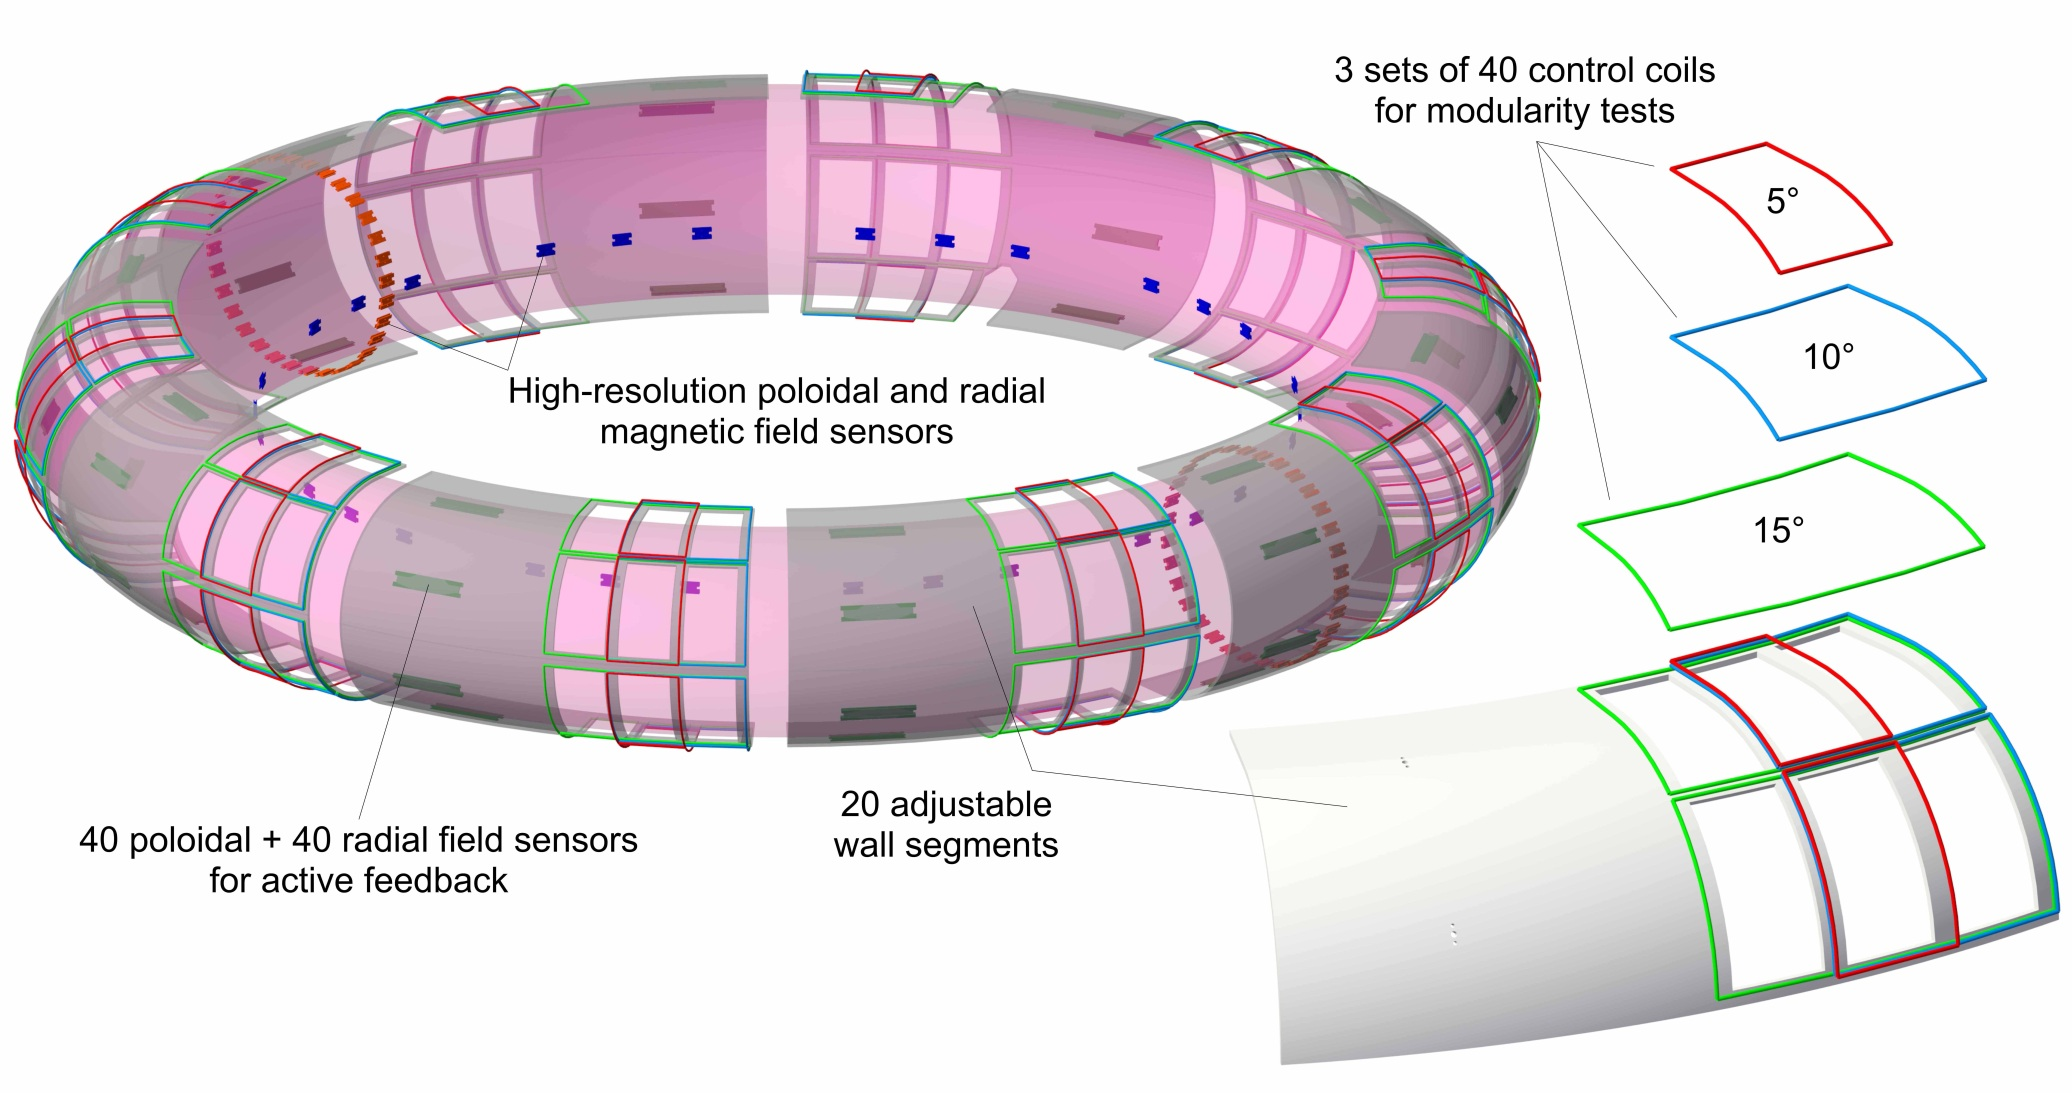 3 sets of 40 control coils
for modularity tests
5°
10°
High-resolution poloidal and radial
magnetic field sensors
15°
20 adjustable
wall segments
40 poloidal + 40 radial field sensors
for active feedback